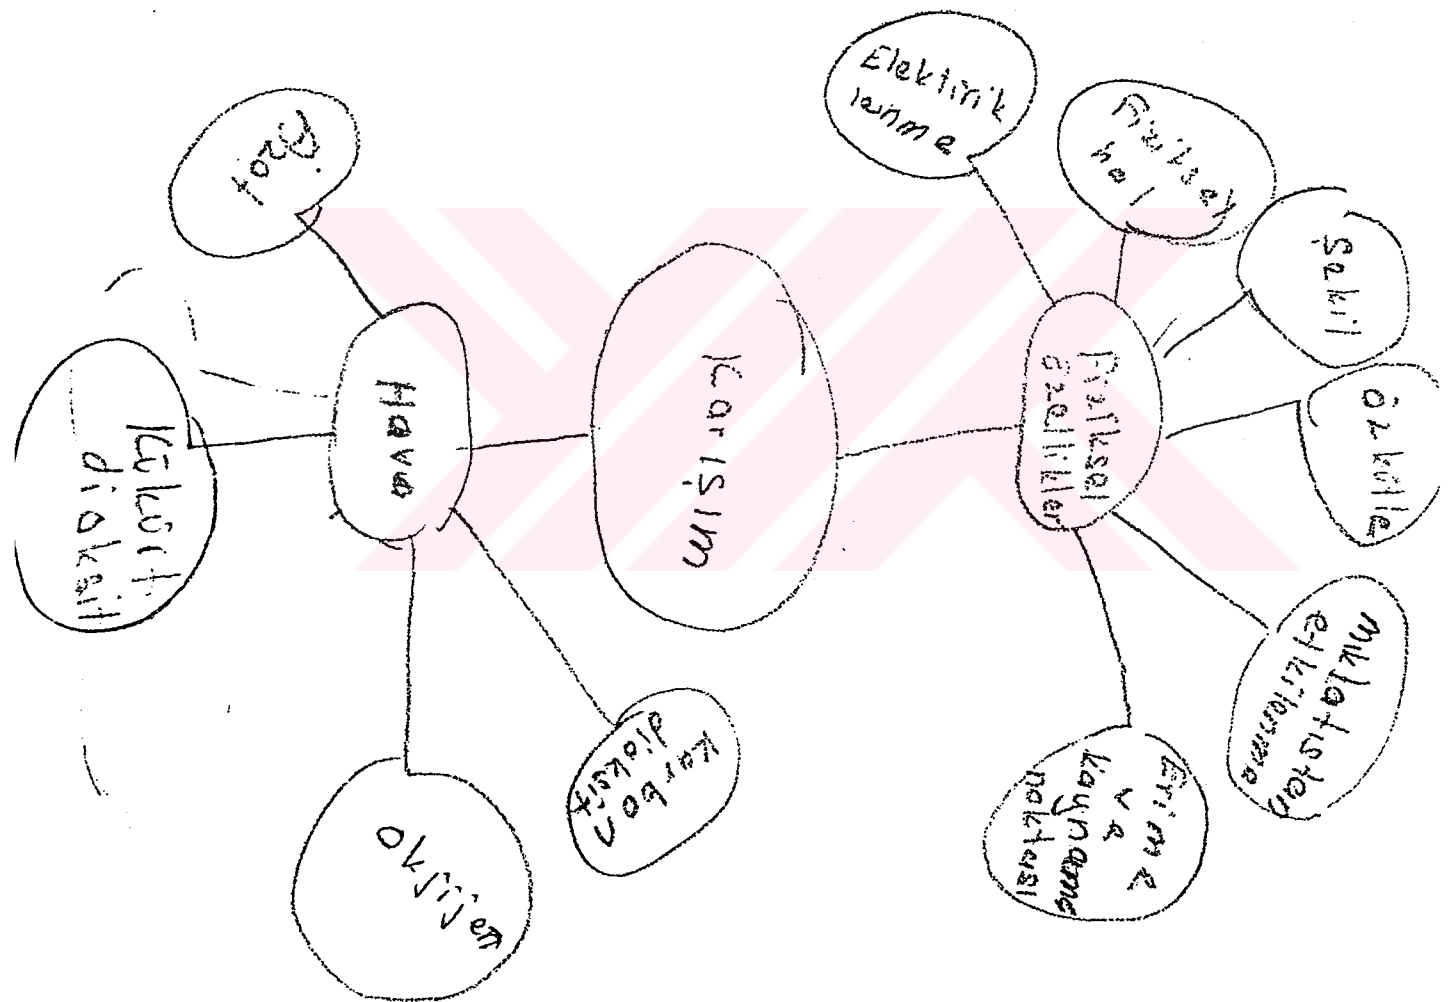 Karışım
Hava
Azot
Kükürt
dioksit
Oksijen
Karbon
dioksit
Fiziksel
özellikler
Elektirik
lenme
Fiziksel
hal
Şekil
özkütle
Mıklatısten
etkilenme
Erime
ve
kaynama
noktası